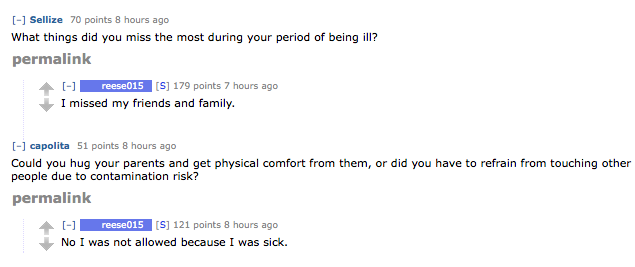 [–] Sellize 70 points 8 hours ago
What things did you miss the most during your period of being ill?
permalink
[–] reese015 [S] 179 points 7 hours ago
I missed my friends and family.
[–] capolita 51 points 8 hours ago
Could you hug your parents and get physical comfort from them, or did you have to refrain from touching other
people due to contamination risk?
permalink
[–] reese015 [S] 121 points 8 hours ago
No I was not allowed because I was sick.